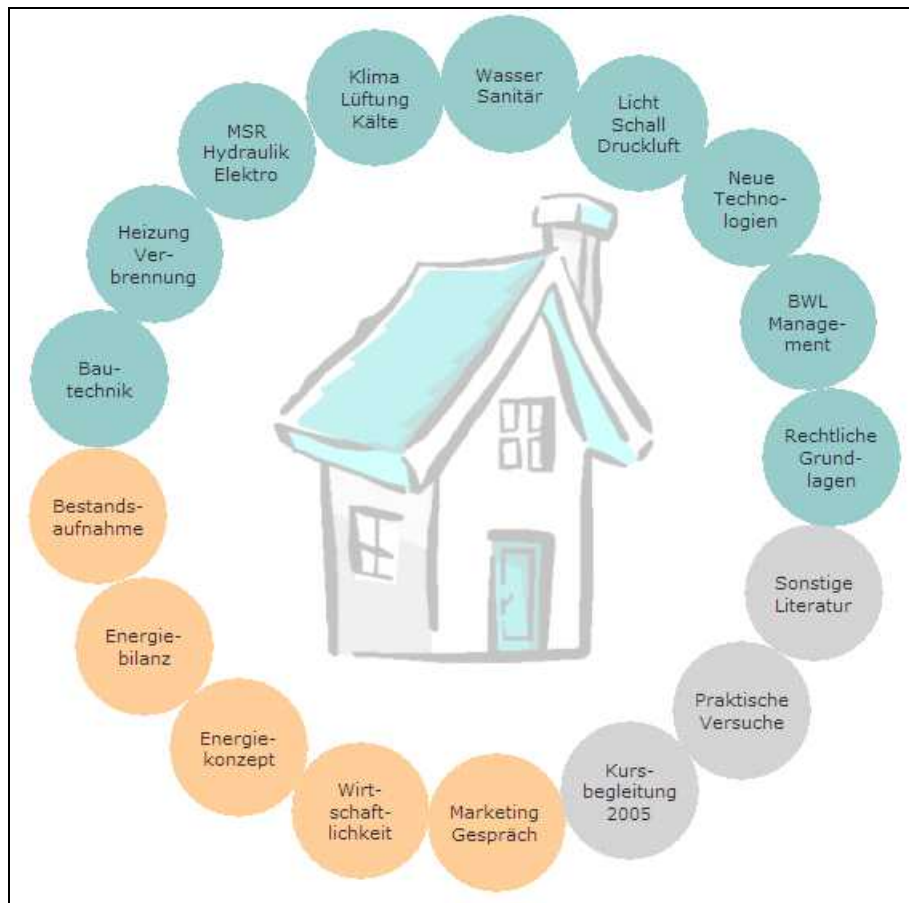 Wasser
Sanitär
Licht
Schall
Druckluft
Neue
Techno-
logien
BWL
Manage-
ment
Rechtliche
Grund-
lagen
Sonstige
Literatur
Praktische
Versuche
Kurs-
begleitung
2005
Marketing
Gespräch
Wirt-
schaft-
lichkeit
Energie-
konzept
Energie-
bilanz
Bestands-
aufnahme
Bau-
technik
Heizung
Ver-
brennung
MSR
Hydraulik
Elektro
Klima
Lüftung
Kälte